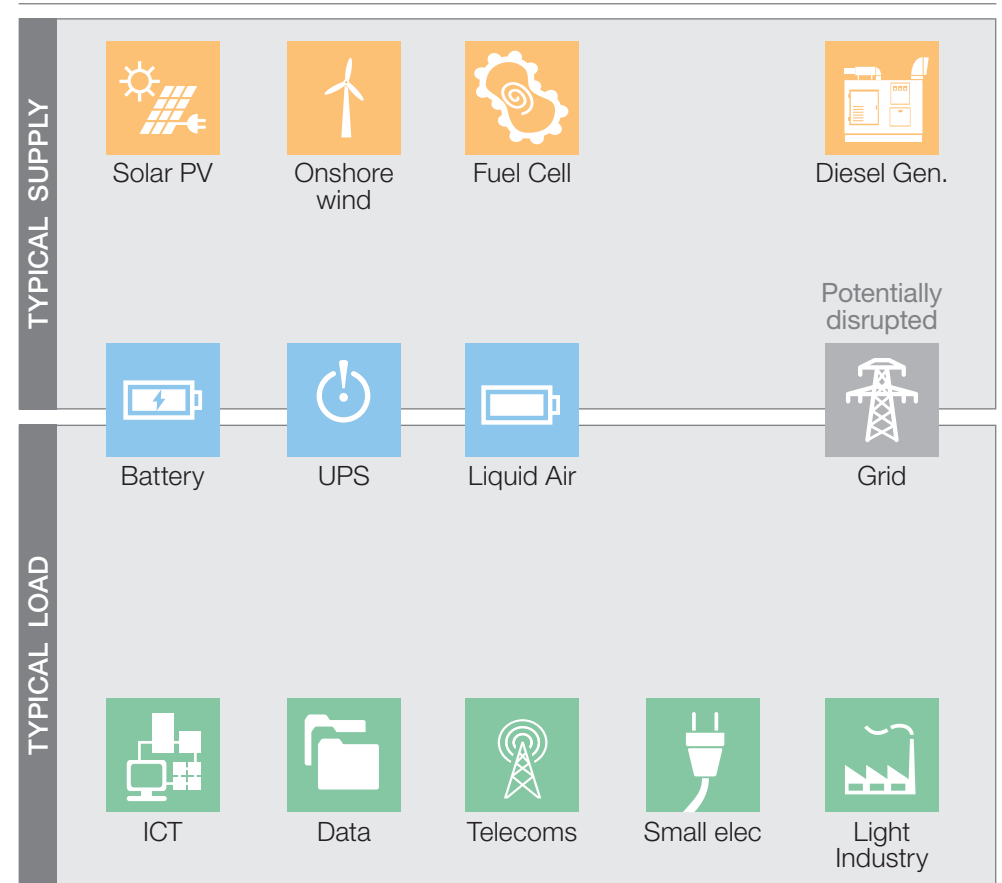 TYPICAL SUPPLY
Solar PV
Onshore
wind
Fuel Cell
Diesel Gen.
Potentially
disrupted
Battery
UPS
Liquid Air
Grid
TYPICAL LOAD
ICT
Data
Telecoms
Small elec
Light
Industry